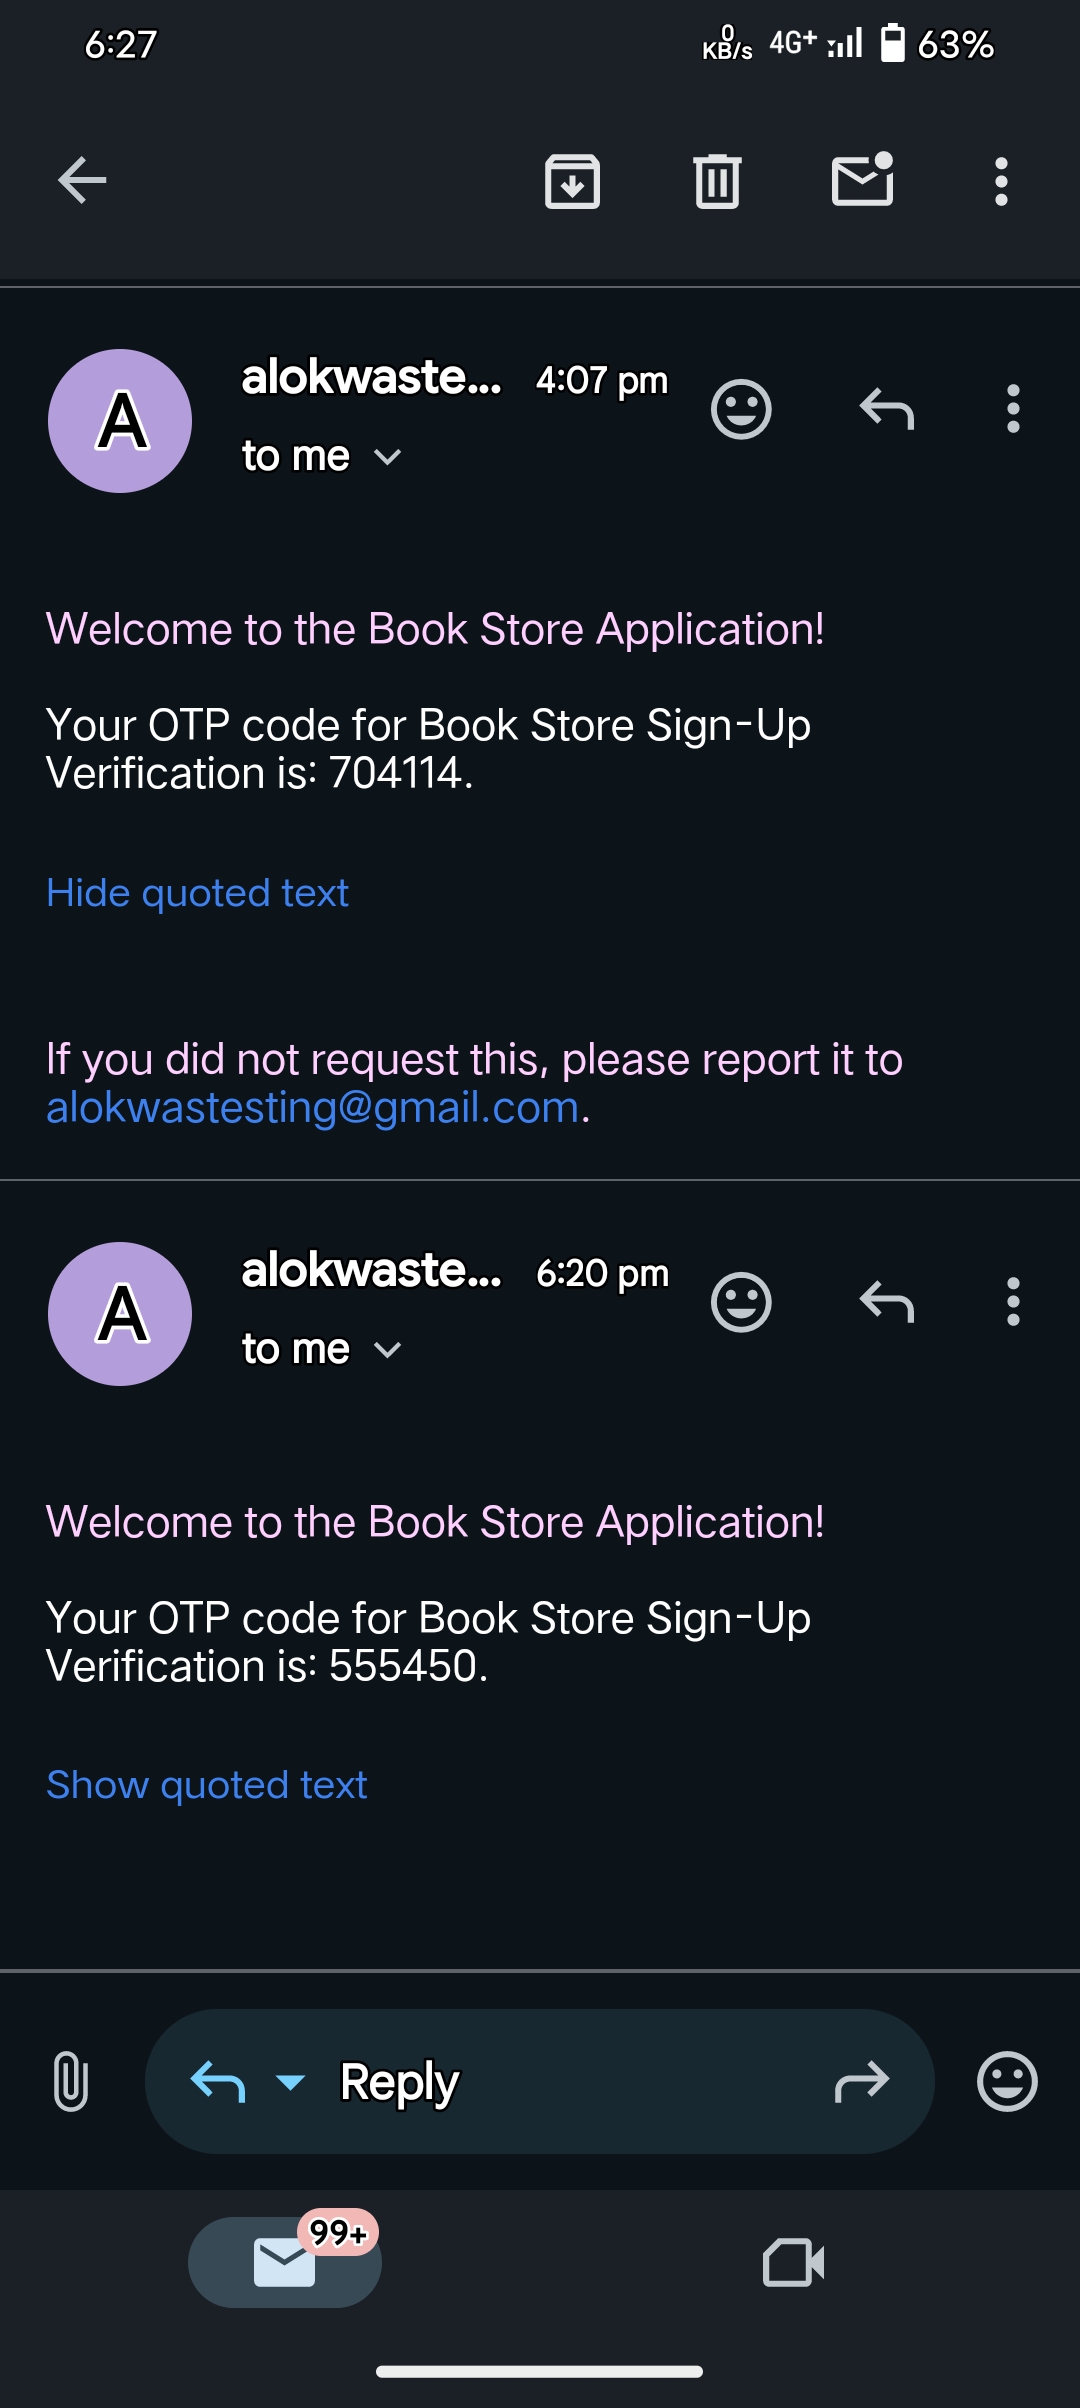 6:27
0 KB/s 4G+ 63%
alokwaste... 4:07 pm
A
to me
Welcome to the Book Store Application!
Your OTP code for Book Store Sign-Up
Verification is: 704114.
Hide quoted text
If you did not request this, please report it to
alokwastesting@gmail.com.
alokwaste... 6:20 pm
A
to me
Welcome to the Book Store Application!
Your OTP code for Book Store Sign-Up
Verification is: 555450.
Show quoted text
Reply
99+